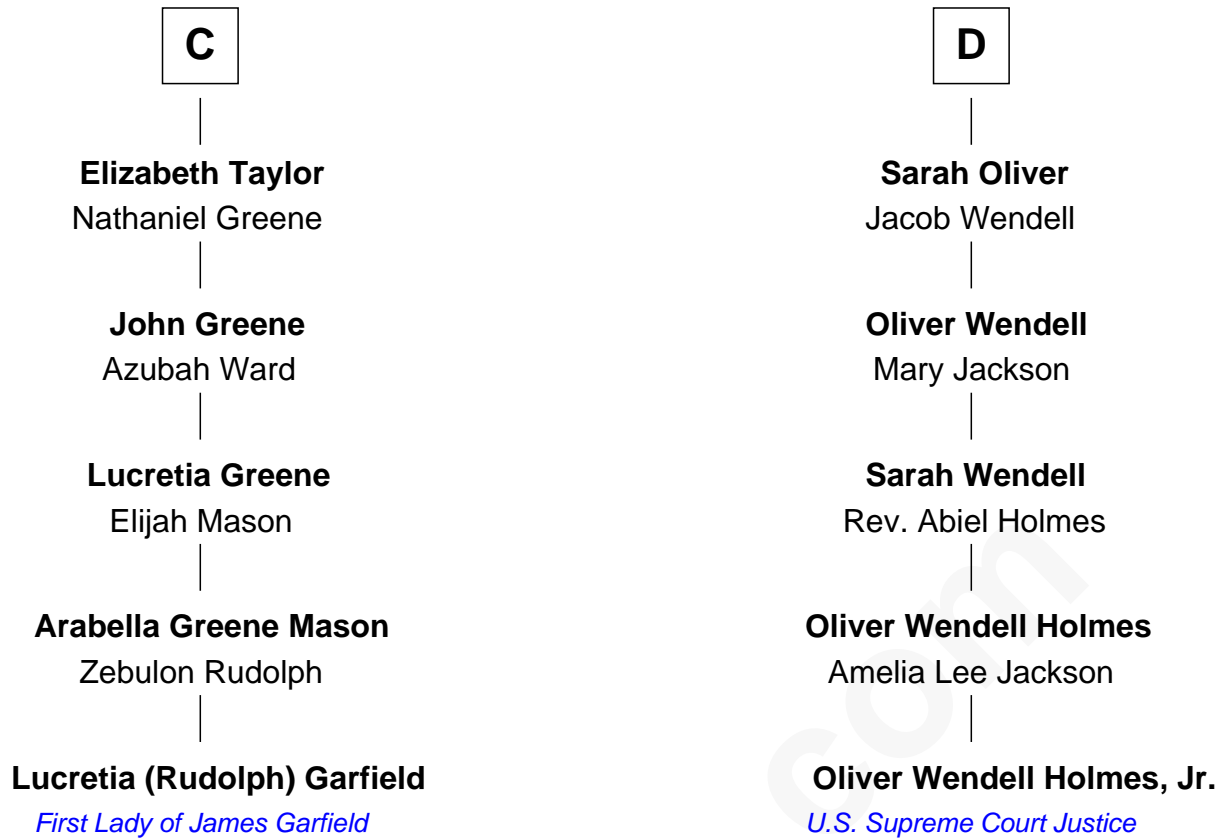 C
Elizabeth Taylor
Nathaniel Greene
John Greene
Azubah Ward
Lucretia Greene
Elijah Mason
Arabella Greene Mason
Zebulon Rudolph
Lucretia (Rudolph) Garfield
First Lady of James Garfield
D
Sarah Oliver
Jacob Wendell
Oliver Wendell
Mary Jackson
Sarah Wendell
Rev. Abiel Holmes
Oliver Wendell Holmes
Amelia Lee Jackson
Oliver Wendell Holmes, Jr.
U.S. Supreme Court Justice
com